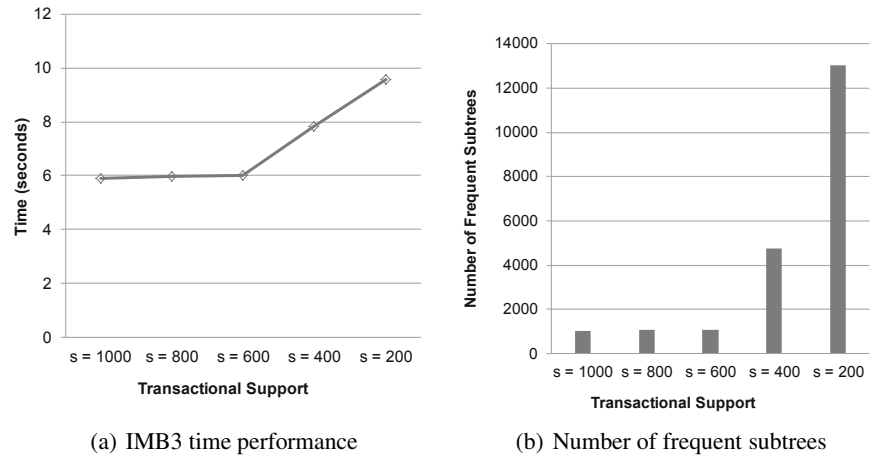 12
10
8
6
4
2
0
Time (seconds)
s = 1000 s = 800 s = 600 s = 400 s = 200
Transactional Support
(a) IMB3 time performance
14000
12000
10000
8000
6000
4000
2000
0
Number of Frequent Subtrees
s = 1000 s = 800 s = 600 s = 400 s = 200
Transactional Support
(b) Number of frequent subtrees